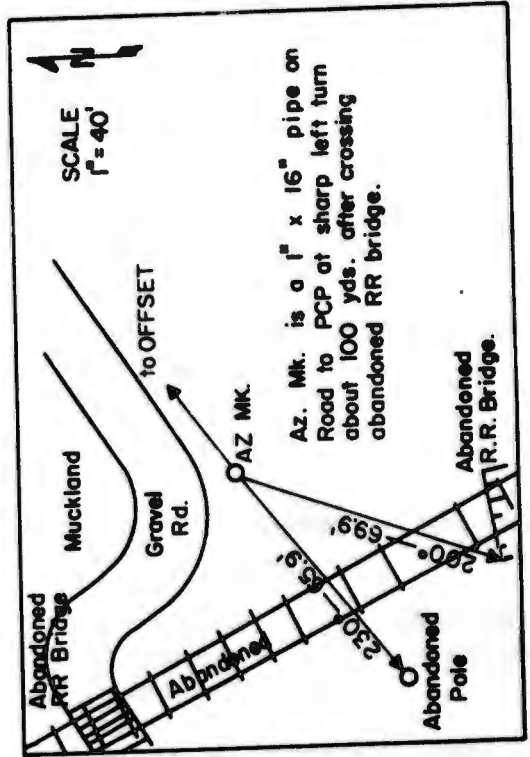 Abandoned
RR Bridge
Muckland
SCALE
1"=40'
N
Gravel
Rd.
to OFFSET
AZ MK.
Abandoned
65.9'
230°
69.9'
200°
Az. Mk. is a 1" x 16" pipe on
Road to PCP at sharp left turn
about 100 yds. after crossing
abandoned RR bridge.
Abandoned
Pole
Abandoned
R.R. Bridge.